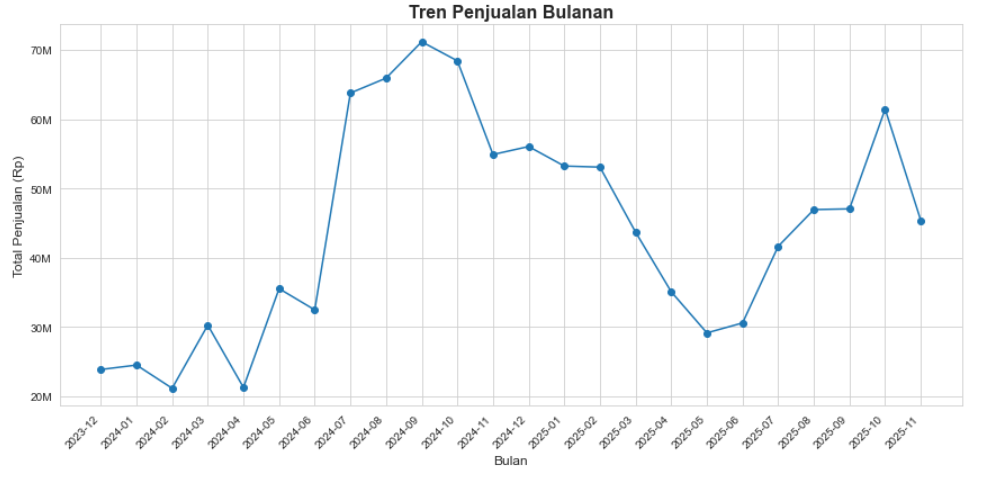 Tren Penjualan Bulanan
Total Penjualan (Rp)
70M
60M
50M
40M
30M
20M
2023-12
2024-01
2024-02
2024-03
2024-04
2024-05
2024-06
2024-07
2024-08
2024-09
2024-10
2024-11
2024-12
2025-01
2025-02
2025-03
2025-04
2025-05
2025-06
2025-07
2025-08
2025-09
2025-10
2025-11
Bulan